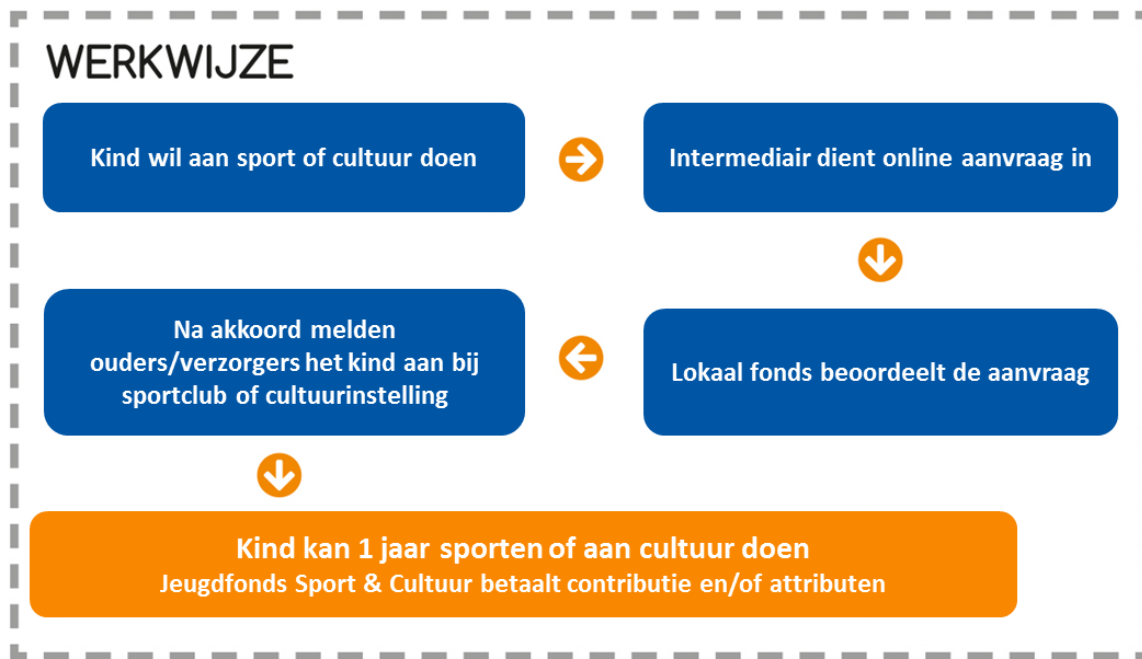 WERKWIJZE
Kind wil aan sport of cultuur doen
Intermediair dient online aanvraag in
Lokaal fonds beoordeelt de aanvraag
Na akkoord melden
ouders/verzorgers het kind aan bij
sportclub of cultuurinstelling
Kind kan 1 jaar sporten of aan cultuur doen
Jeugdfonds Sport & Cultuur betaalt contributie en/of attributen